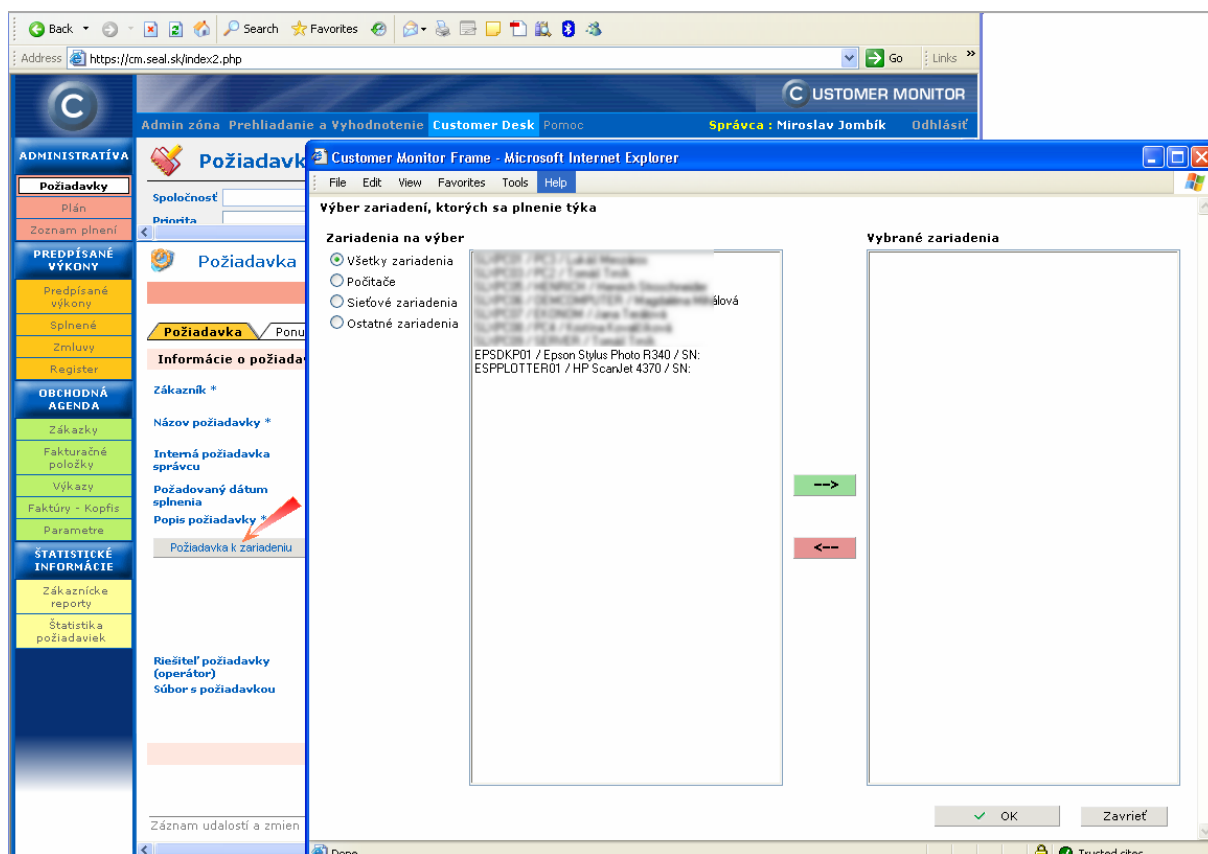 Back
Search
Favorites
Address https://cm.seal.sk/index2.php
Go
Links »
C
C USTOMER MONITOR
Admin zóna Prehliadanie a Vyhodnotenie Customer Desk Pomoc
Správca : Miroslav Jombík Odhlásiť
ADMINISTRATÍVA
Požiadavky
Plán
Zoznam plnení
PREDPÍSANÉ
VÝKONY
Predpísané
výkony
Splnené
Zmluvy
Register
OBCHODNÁ
AGENDA
Zákazky
Fakturačné
položky
Výkazy
Faktúry - Kopfis
Parametre
ŠTATISTICKÉ
INFORMÁCIE
Zákaznícke
reporty
Štatistika
požiadaviek
Požiadavk
Spoločnosť
Priorita
Požiadavka
Požiadavka Ponu
Informácie o požiada
Zákazník *
Názov požiadavky *
Interná požiadavka
správcu
Požadovaný dátum
splnenia
Popis požiadavky *
Požiadavka k zariadeniu
Riešiteľ požiadavky
(operátor)
Súbor s požiadavkou
Záznam udalostí a zmien
Customer Monitor Frame - Microsoft Internet Explorer
File Edit View Favorites Tools Help
Výber zariadení, ktorých sa plnenie týka
Zariadenia na výber
Všetky zariadenia
Počítače
Sieťové zariadenia
Ostatné zariadenia
EPSDKP01 / Epson Stylus Photo R340 / SN:
ESPPLOTTER01 / HP ScanJet 4370 / SN:
-->
<--
Vybrané zariadenia
OK
Zavrieť
Done
Trusted sites